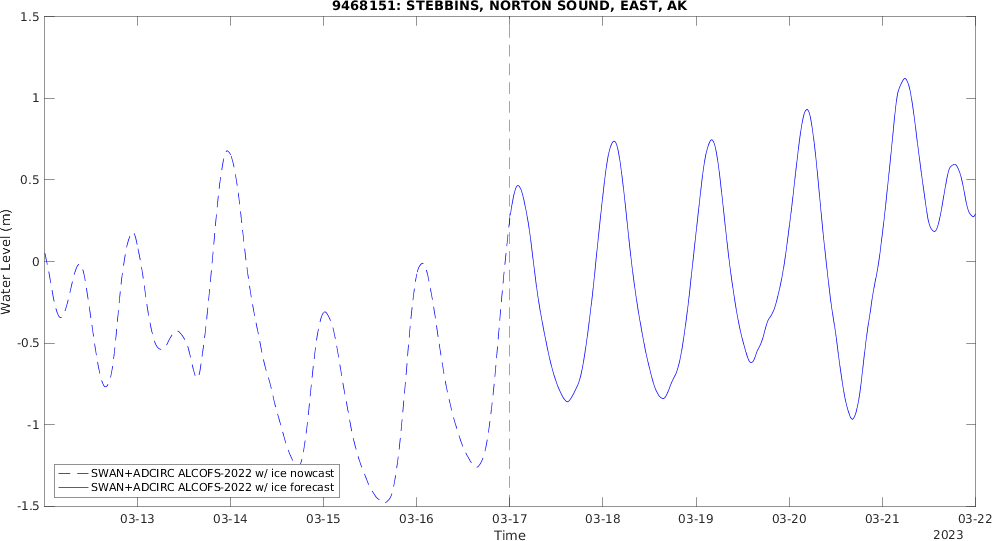 9468151: STEBBINS, NORTON SOUND, EAST, AK
1.5
1
0.5
0
-0.5
-1
-1.5
Water Level (m)
SWAN+ADCIRC ALCOFS-2022 w/ ice nowcast
SWAN+ADCIRC ALCOFS-2022 w/ ice forecast
03-13 03-14 03-15 03-16 03-17 03-18 03-19 03-20 03-21 03-22
Time
2023